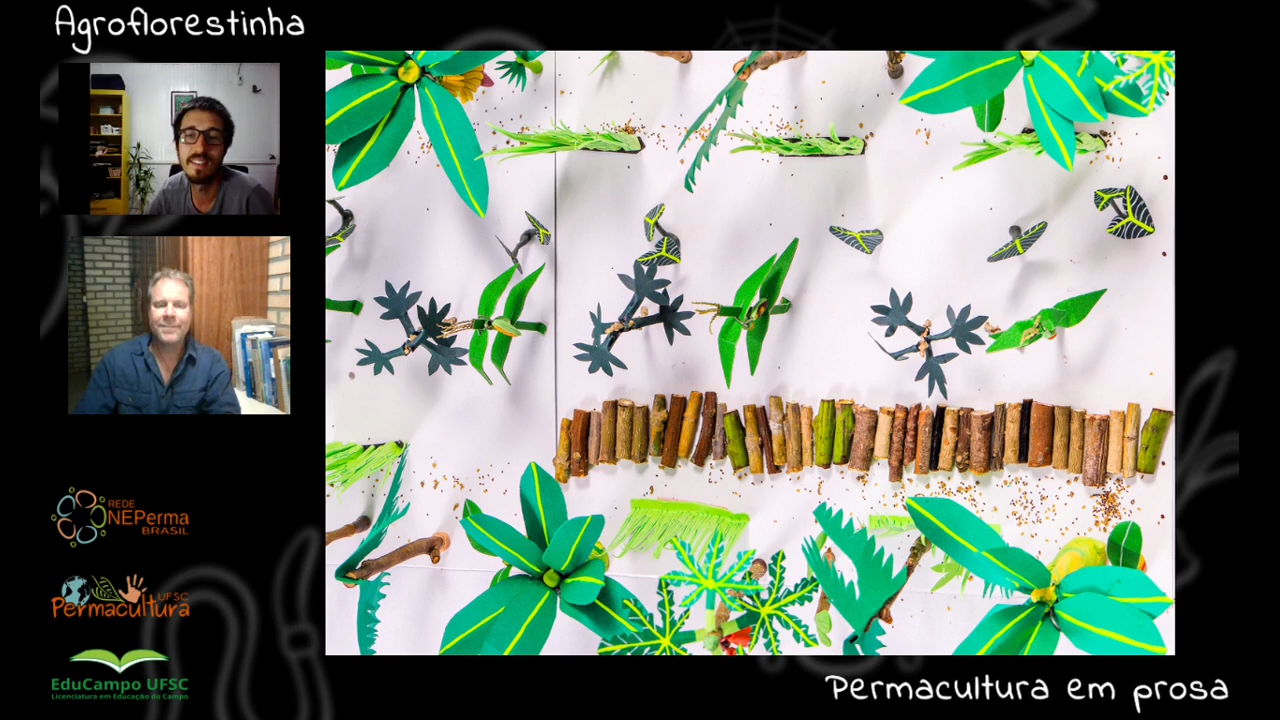 Agroflorestinha
REDE
NEPerma
BRASIL
UFSC
Permacultura
EduCampo UFSC
Licenciatura em Educação do Campo
Permacultura em prosa